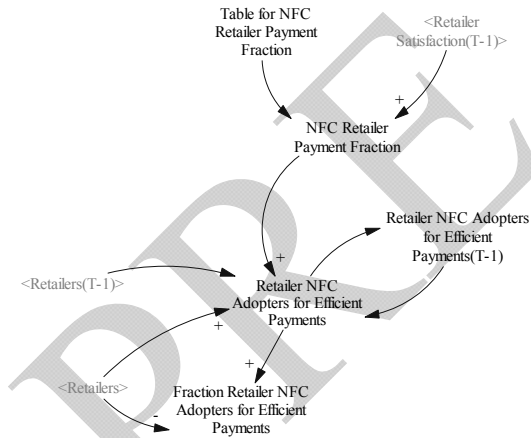 Table for NFC
Retailer Payment
Fraction
<Retailer
Satisfaction(T-1)>
+
NFC Retailer
Payment Fraction
Retailer NFC Adopters
for Efficient
Payments(T-1)
+
<Retailers(T-1)>
Retailer NFC
Adopters for Efficient
Payments
+
+
<Retailers>
Fraction Retailer NFC
Adopters for Efficient
Payments
-
PRE